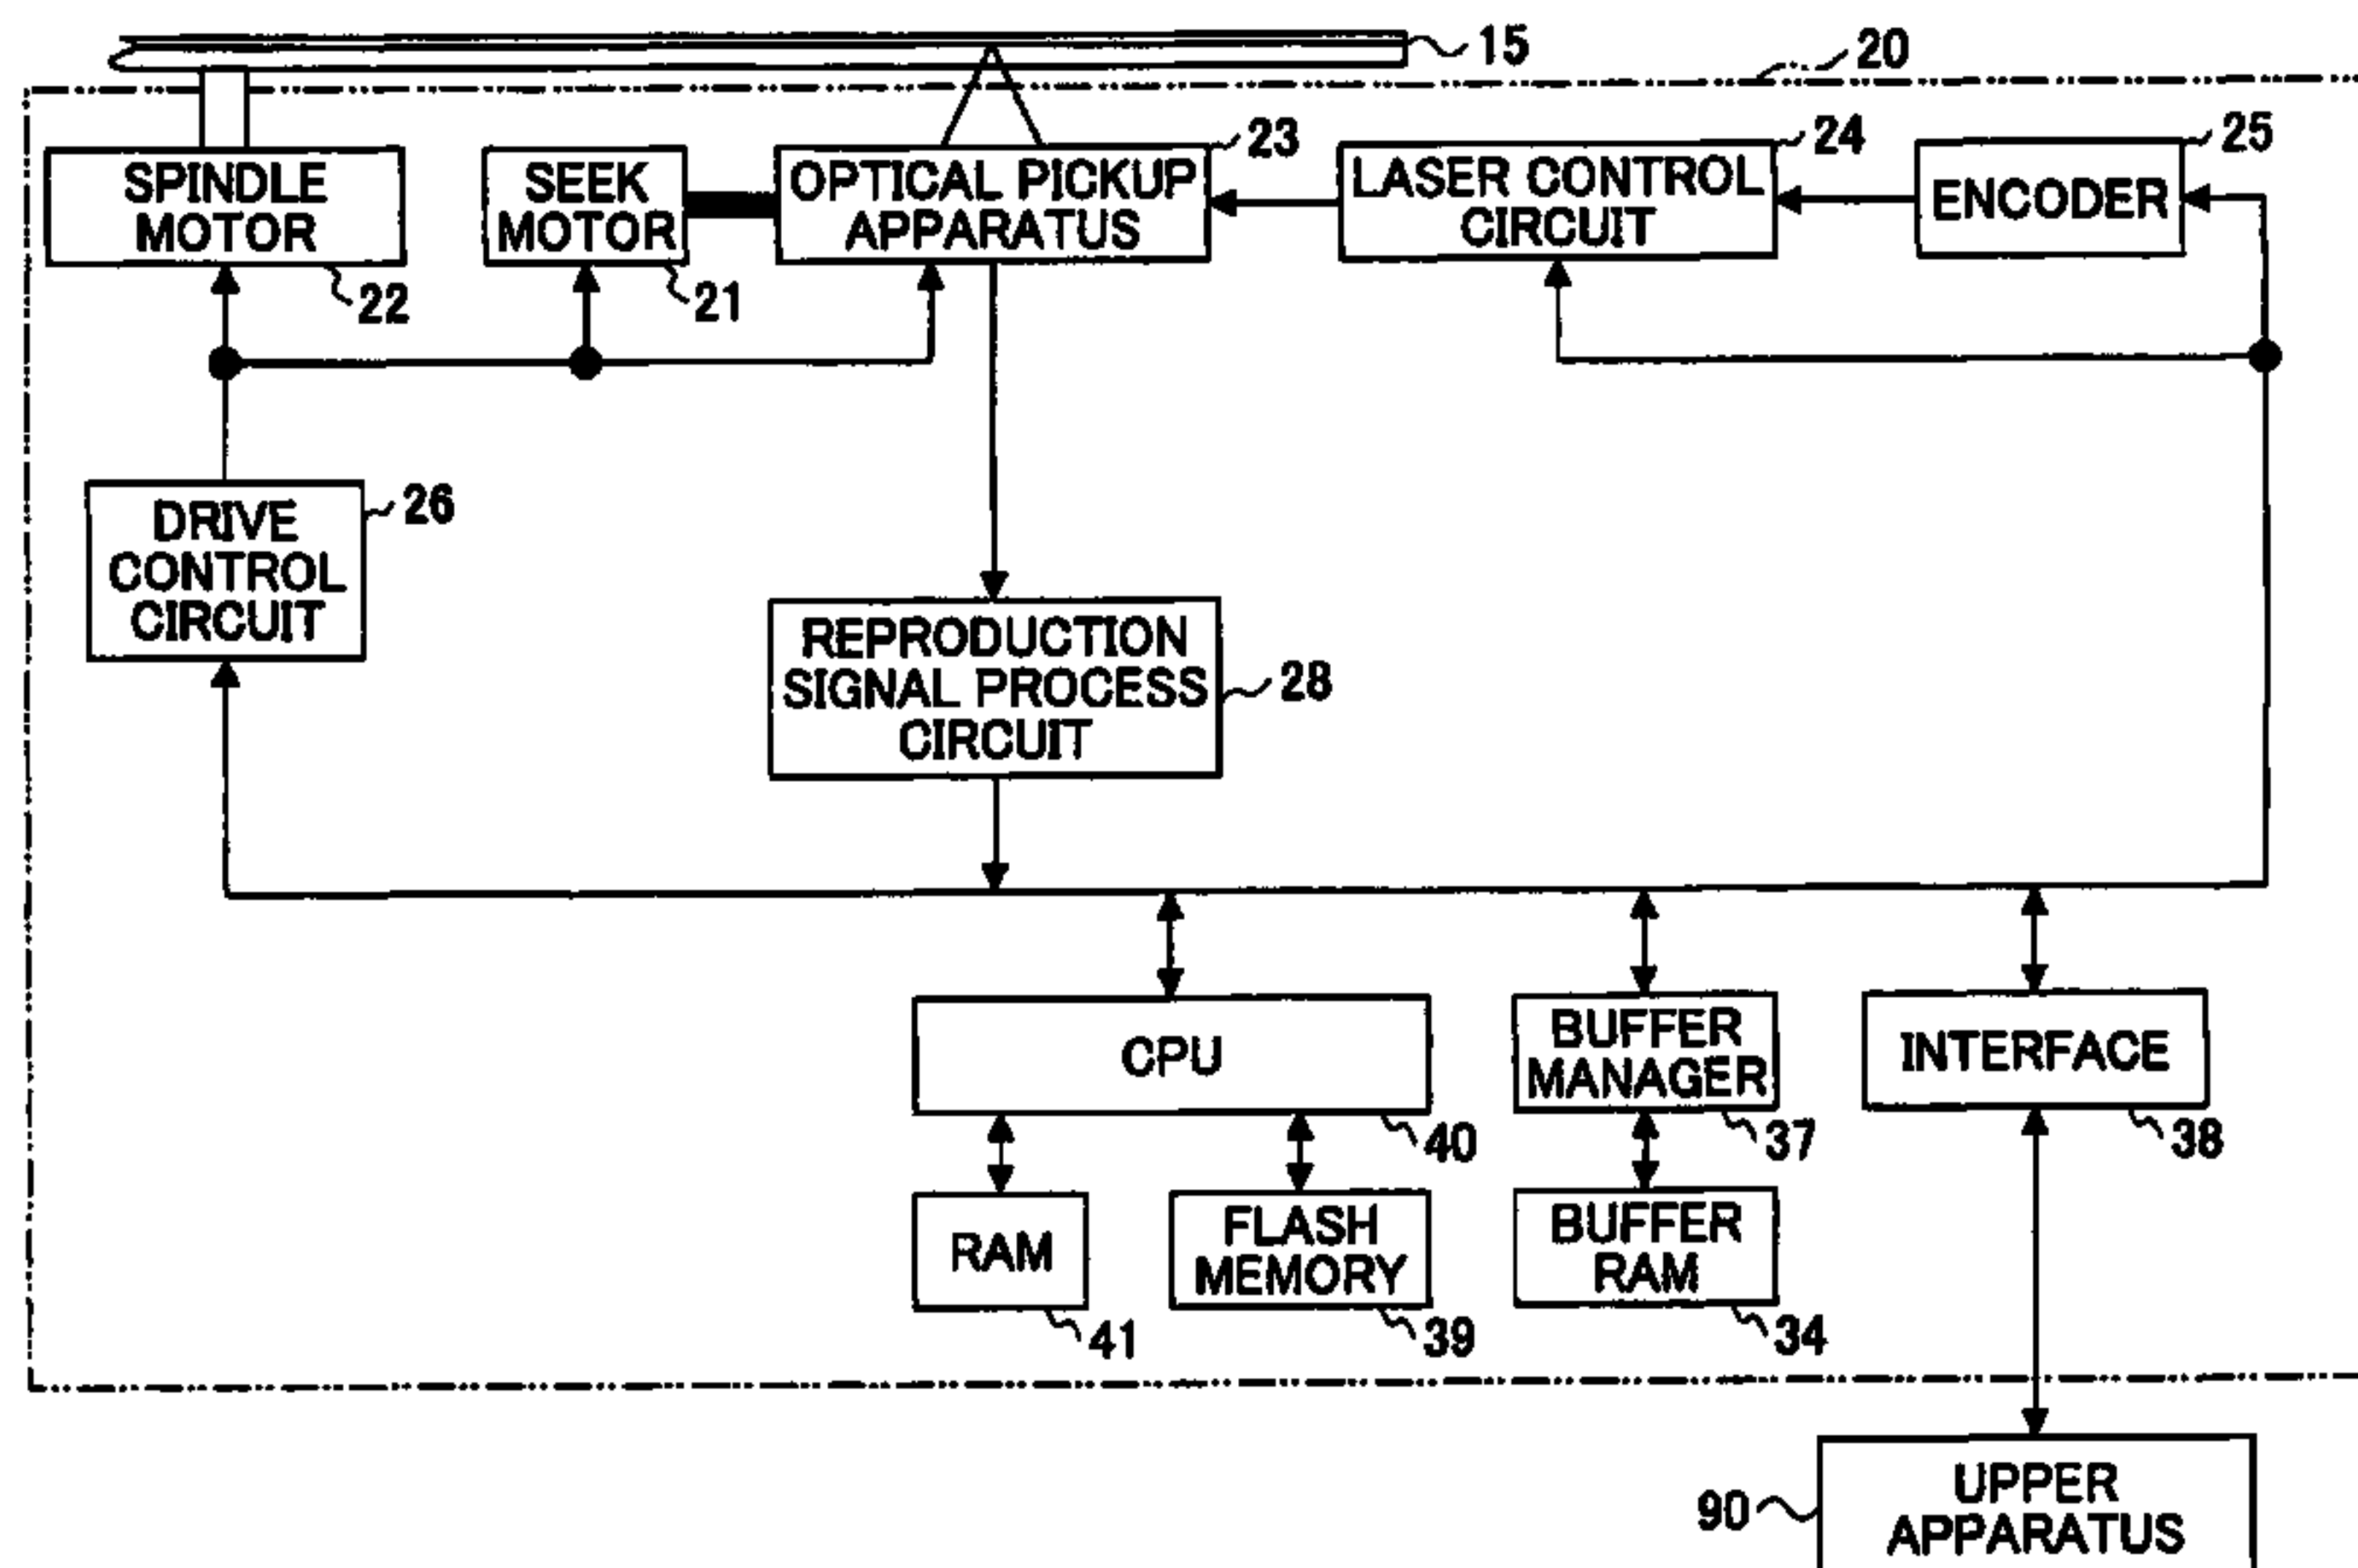 15
20
SPINDLE
MOTOR
22
SEEK
MOTOR
21
OPTICAL PICKUP
APPARATUS
23
LASER CONTROL
CIRCUIT
24
ENCODER
25
DRIVE
CONTROL
CIRCUIT
26
REPRODUCTION
SIGNAL PROCESS
CIRCUIT
28
CPU
40
BUFFER
MANAGER
37
INTERFACE
38
RAM
41
FLASH
MEMORY
39
BUFFER
RAM
34
90
UPPER
APPARATUS